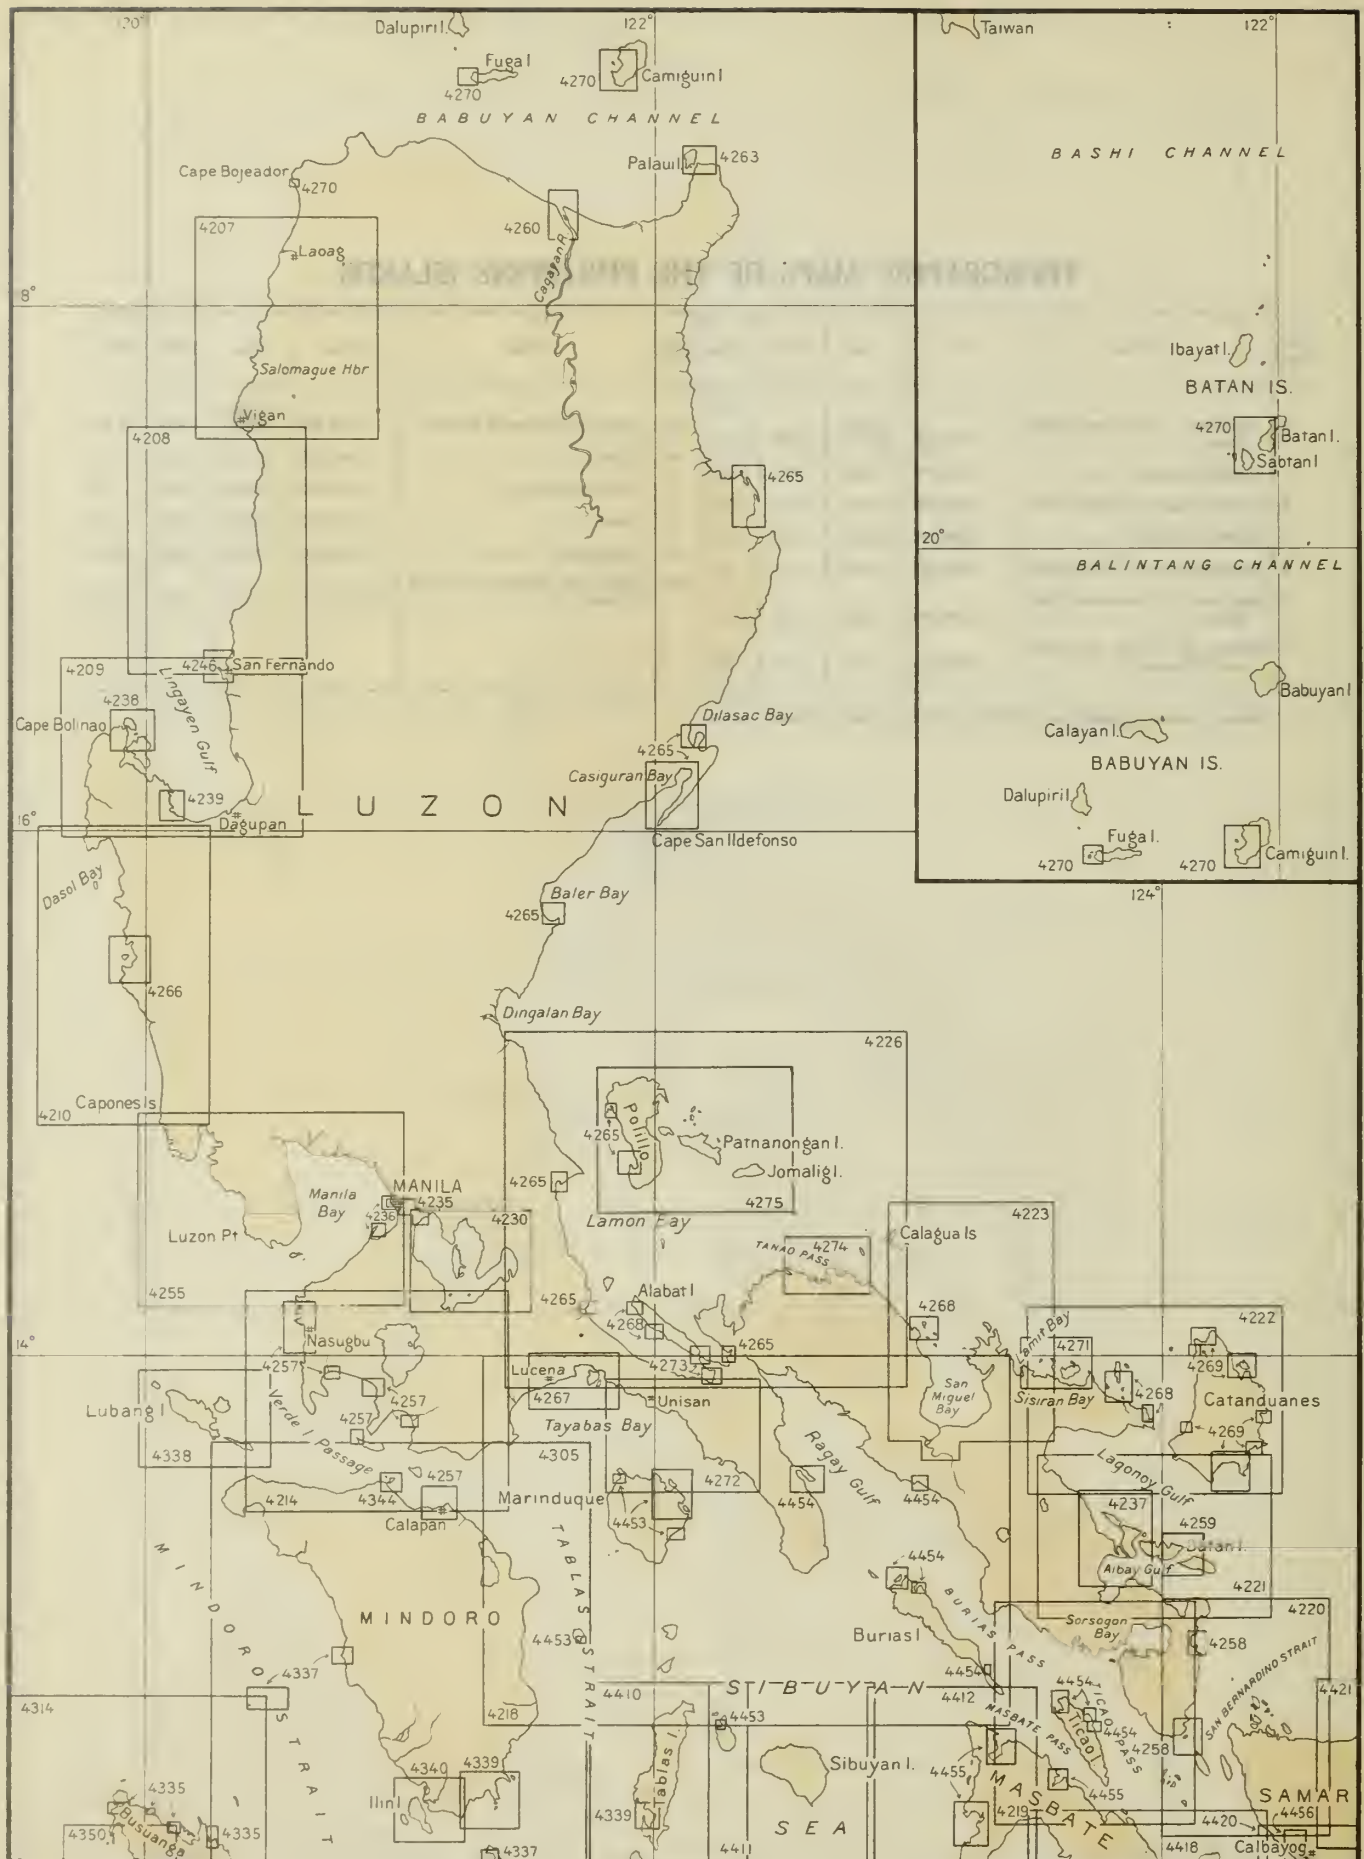 120°
122°
Dalupiri I.
Fuga I
4270
4270
Camiguin I
BABUYAN CHANNEL
Taiwan
122°
BASHI CHANNEL
Palaui I.
4263
Cape Bojeador
4270
4207
4260
Laoag
Cagayan R.
8°
Ibayat I.
Salomague Hbr
BATAN IS.
Vigan
4270
Batan I.
Sabtan I
4208
4265
20°
BALINTANG CHANNEL
4209
4246
San Fernando
Lingayen Gulf
4238
Cape Bolinao
Babuyan I
Dilasac Bay
Calayan I.
4265
BABUYAN IS.
Casiguran Bay
4239
LUZON
Dalupiri I
Dagupan
16°
Cape San Ildefonso
Fuga I.
4270
4270
Camiguin I.
Dasol Bay
124°
Baler Bay
4265
4266
Dingalan Bay
4226
Polillo
4210
Capones Is
4265
Patnanongan I.
Jomalig I.
4265
4275
MANILA
Manila Bay
4235
4236
4230
Lamon Bay
4223
Calagua Is
Luzon Pt
TANAO PASS
4274
4255
Alabat I
4265
4268
4268
4222
Lamit Bay
14°
Nasugbu
4265
4271
4269
4257
4273
Lucena
4267
Unisan
San Miguel Bay
Sisiran Bay
4268
Catanduanes
Lubang I
Verde I Passage
4257
4257
Tayabas Bay
4269
Ragay Gulf
4338
4305
Lagonoy Gulf
4257
4272
4214
4344
Marinduque
4454
4454
4237
Calapan
4453
4259
Batan I.
MINDORO STRAIT
TABLAS STRAIT
4454
Albay Gulf
4221
MINDORO
BURIAS PASS
Sorsogon Bay
4220
Burias I
4453
4258
SAN BERNARDINO STRAIT
4337
4454
4454
4314
4410
SIBUYAN
4412
4421
TICAO PASS
4218
4453
MASBATE PASS
Ticao I
4454
4258
Tablas I.
Sibuyan I.
4340
4339
4455
4455
SAMAR
4335
Ilin I
4339
MASBATE
4219
4420
4456
Busuanga
4350
4335
SEA
4337
4411
4418
Calbayog